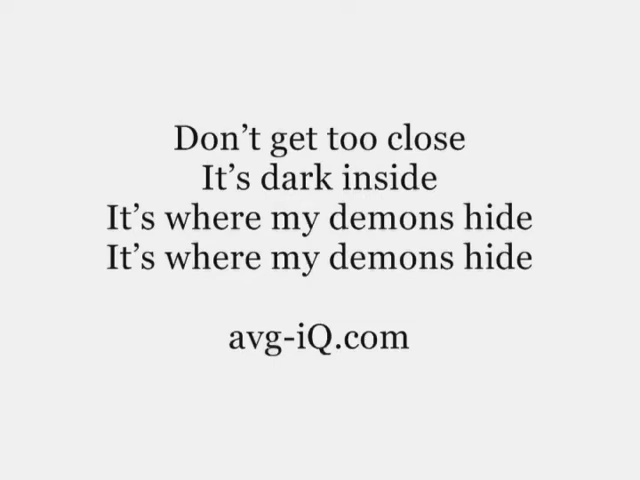 Don’t get too close
It’s dark inside
It’s where my demons hide
It’s where my demons hide
avg-iQ.com